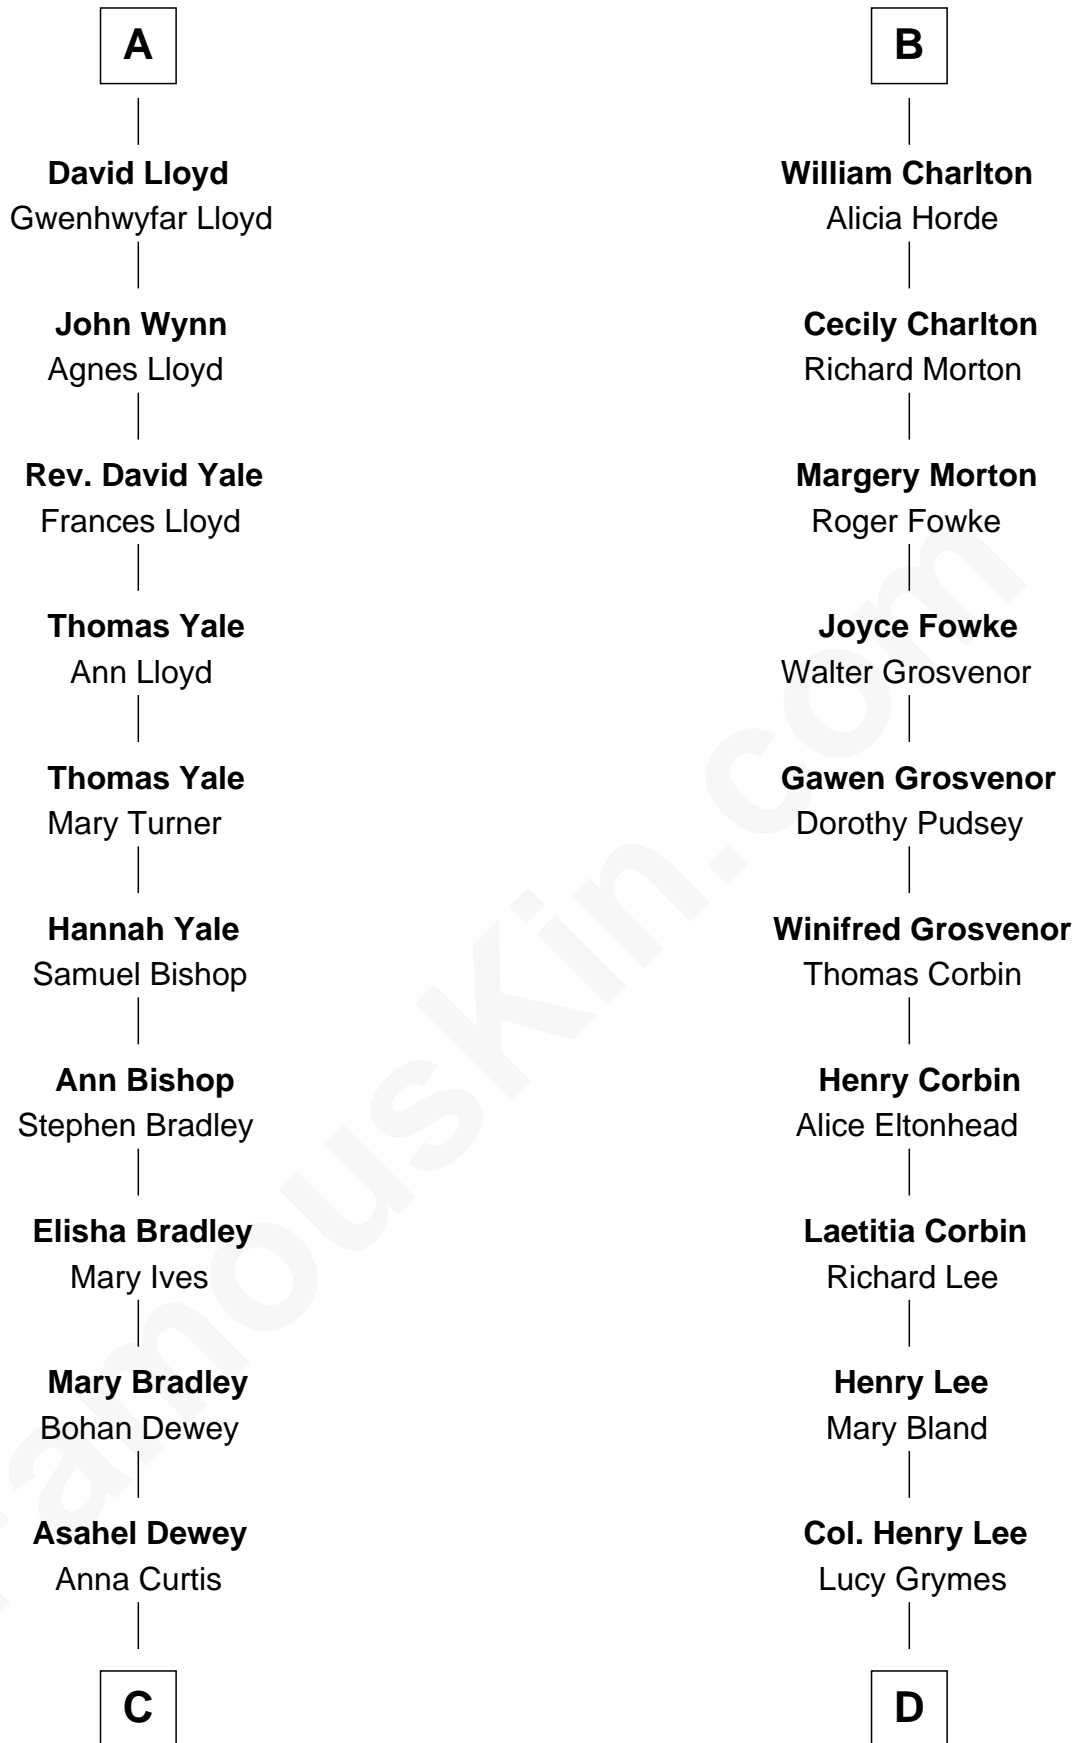 A
David Lloyd
Gwenhwyfar Lloyd
John Wynn
Agnes Lloyd
Rev. David Yale
Frances Lloyd
Thomas Yale
Ann Lloyd
Thomas Yale
Mary Turner
Hannah Yale
Samuel Bishop
Ann Bishop
Stephen Bradley
Elisha Bradley
Mary Ives
Mary Bradley
Bohan Dewey
Asahel Dewey
Anna Curtis
C
B
William Charlton
Alicia Horde
Cecily Charlton
Richard Morton
Margery Morton
Roger Fowke
Joyce Fowke
Walter Grosvenor
Gawen Grosvenor
Dorothy Pudsey
Winifred Grosvenor
Thomas Corbin
Henry Corbin
Alice Eltonhead
Laetitia Corbin
Richard Lee
Henry Lee
Mary Bland
Col. Henry Lee
Lucy Grymes
D
FamousKin.com